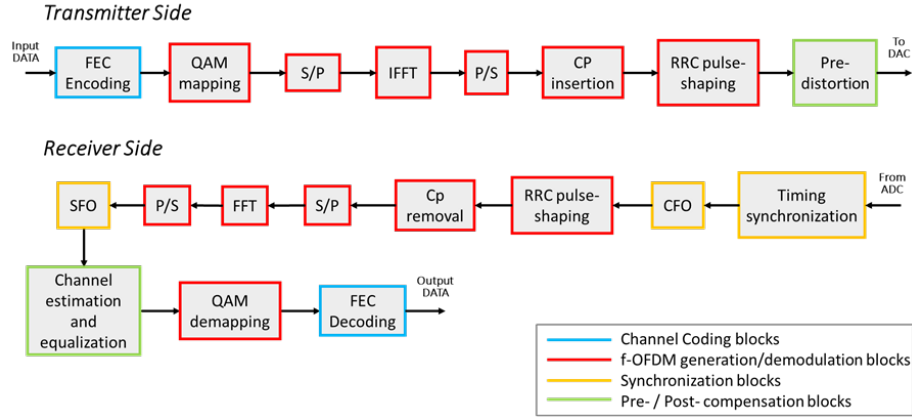 Transmitter Side
Input
DATA
FEC
Encoding
QAM
mapping
S/P
IFFT
P/S
CP
insertion
RRC pulse-
shaping
Pre-
distortion
To
DAC
Receiver Side
From
ADC
Timing
synchronization
CFO
RRC pulse-
shaping
Cp
removal
S/P
FFT
P/S
SFO
Channel
estimation
and
equalization
QAM
demapping
FEC
Decoding
Output
DATA
Channel Coding blocks
f-OFDM generation/demodulation blocks
Synchronization blocks
Pre- / Post- compensation blocks